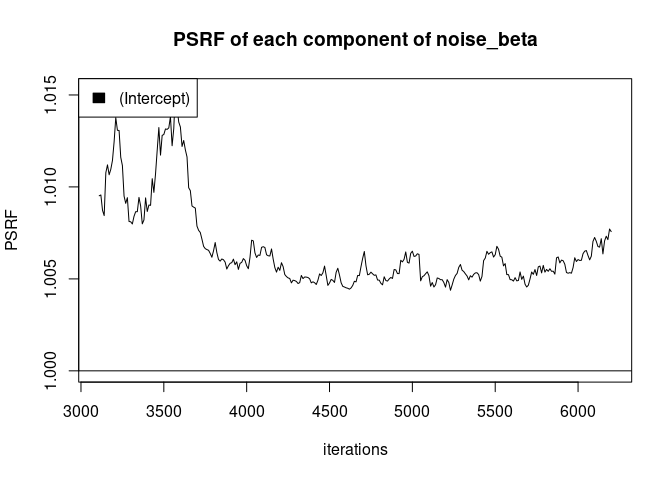 PSRF of each component of noise_beta
(Intercept)
PSRF
1.015
1.010
1.005
1.000
3000 3500 4000 4500 5000 5500 6000
iterations